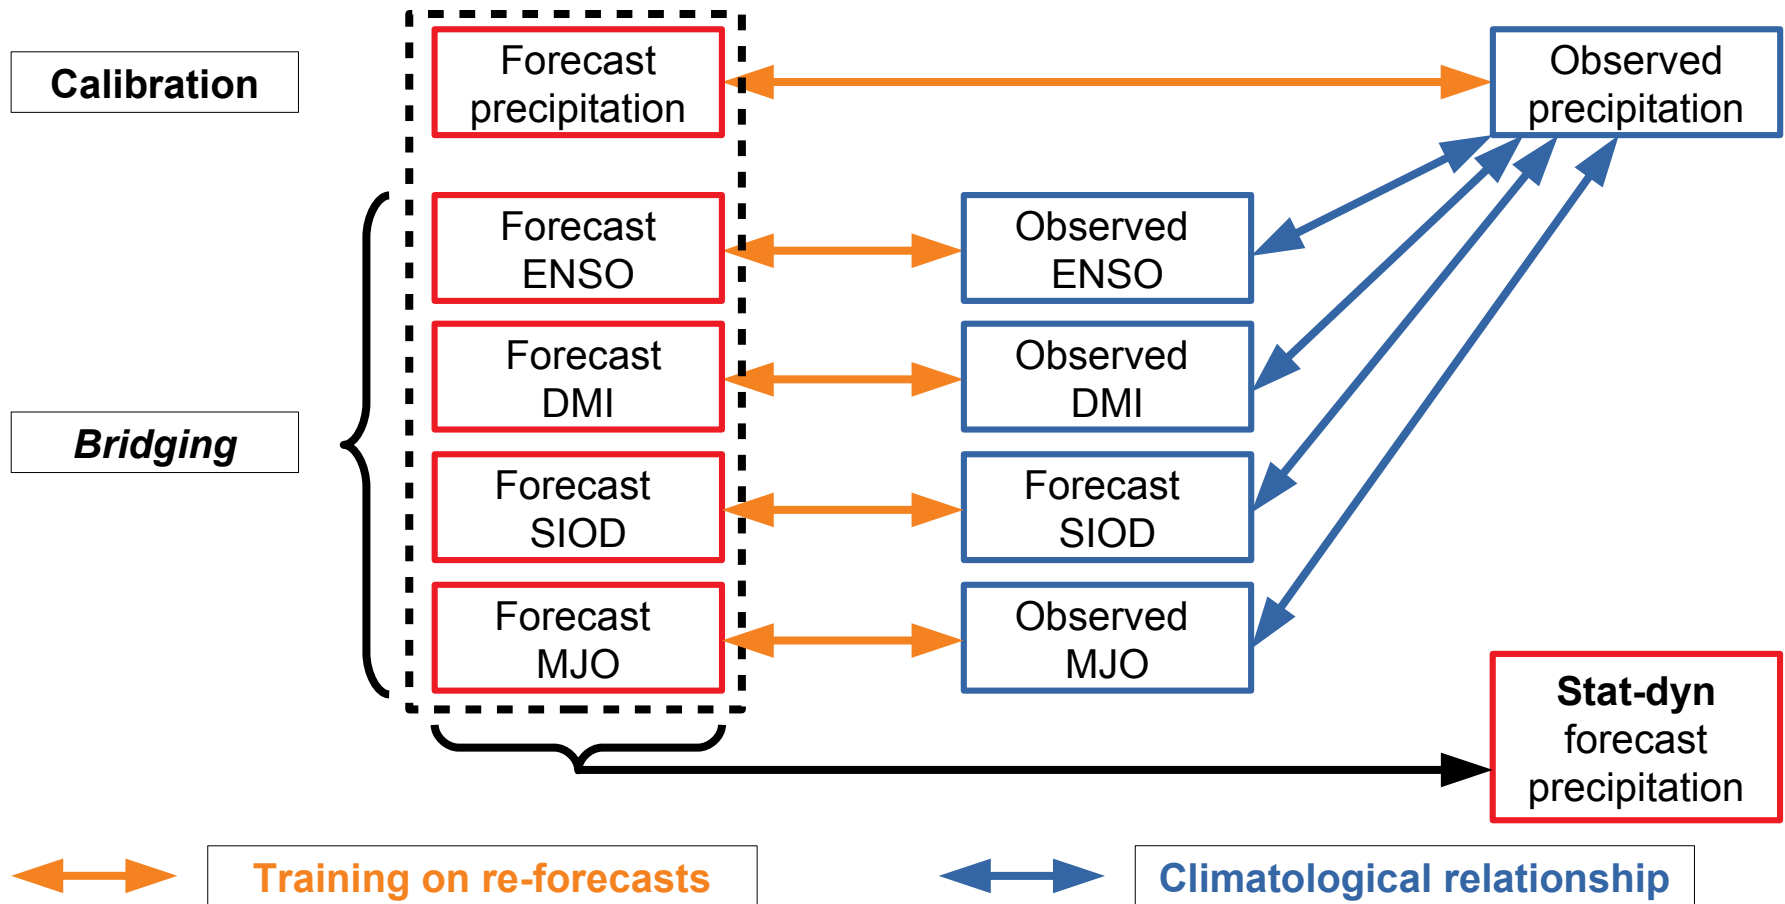 Calibration
Forecast
precipitation
Observed
precipitation
Forecast
ENSO
Observed
ENSO
Forecast
DMI
Observed
DMI
Bridging
Forecast
SIOD
Forecast
SIOD
Forecast
MJO
Observed
MJO
Stat-dyn
forecast
precipitation
Training on re-forecasts
Climatological relationship